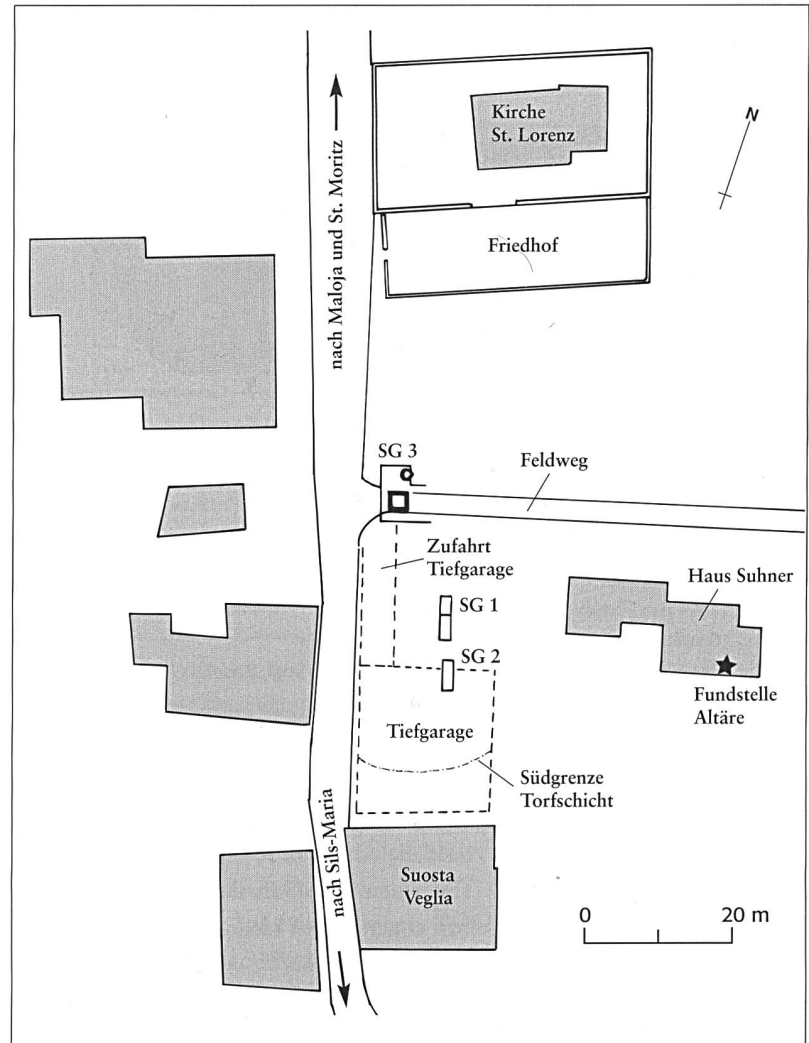 Kirche
St. Lorenz
N
nach Maloja und St. Moritz
Friedhof
SG 3
Feldweg
Zufahrt
Tiefgarage
Haus Suhner
SG 1
SG 2
Fundstelle
Altäre
Tiefgarage
Südgrenze
Torfschicht
nach Sils-Maria
Suosta
Veglia
0 20 m